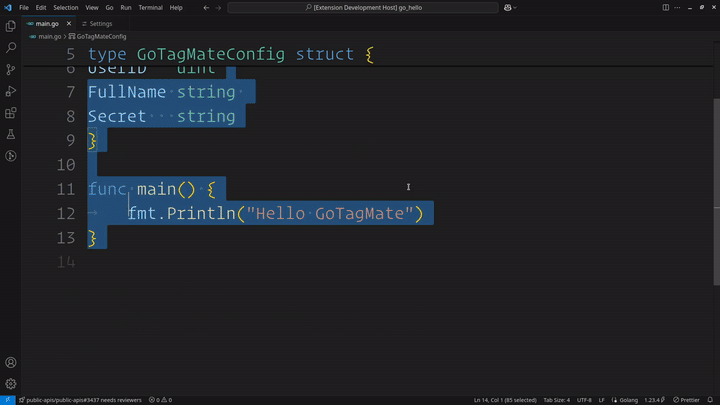 File Edit Selection View Go Run Terminal Help
[Extension Development Host] go_hello
main.go Settings
main.go > GoTagMateConfig
5 type GoTagMateConfig struct {
6 UserID uint
7 FullName string
8 Secret string
9 }
10
11 func main() {
12 fmt.Println("Hello GoTagMate")
13 }
14
public-apis/public-apis#3437 needs reviewers 0 0 Ln 14, Col 1 (85 selected) Tab Size: 4 UTF-8 LF Golang 1.23.4 Prettier